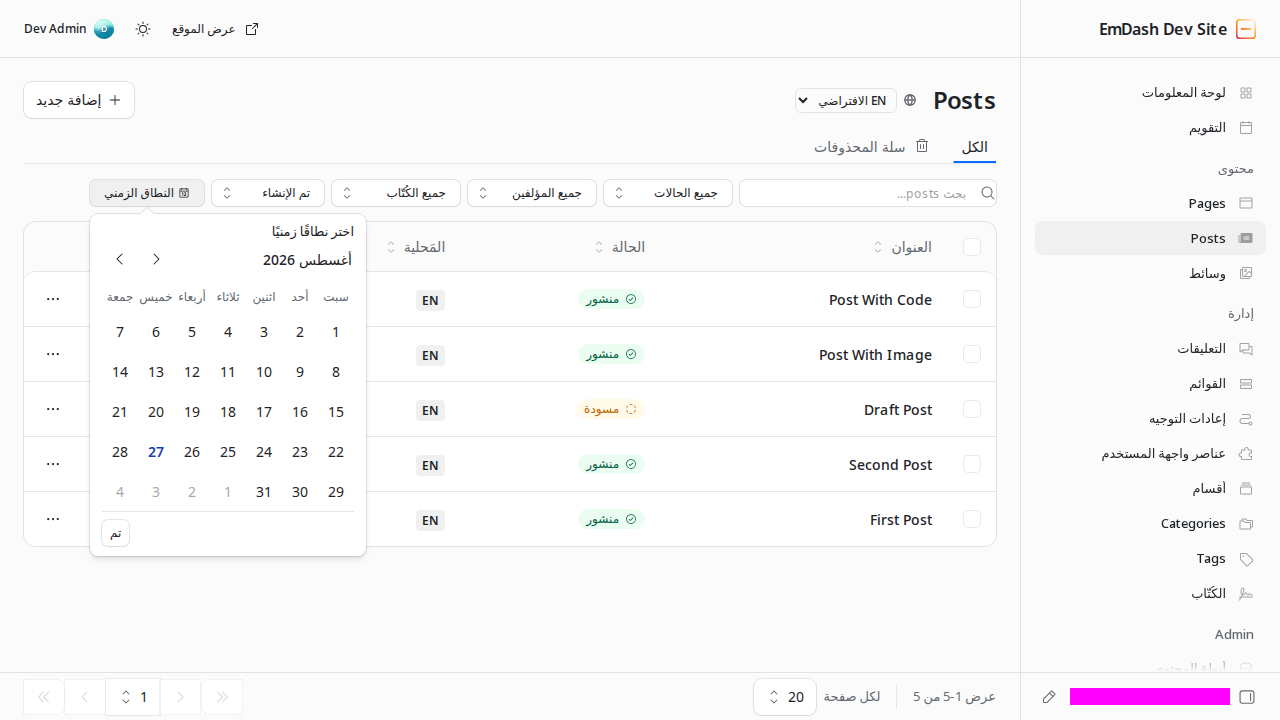 EmDash Dev Site
عرض الموقع
Dev Admin
D
لوحة المعلومات
التقويم
محتوى
Pages
Posts
وسائط
إدارة
التعليقات
القوائم
إعادات التوجيه
عناصر واجهة المستخدم
أقسام
Categories
Tags
الكُتّاب
Admin
أنواع المحتوى
Posts
EN الافتراضي
إضافة جديد
الكل
سلة المحذوفات
بحث posts...
جميع الحالات
جميع المؤلفين
جميع الكُتّاب
تم الإنشاء
النطاق الزمني
العنوان
الحالة
المَحلية
Post With Code
منشور
EN
Post With Image
منشور
EN
Draft Post
مسودة
EN
Second Post
منشور
EN
First Post
منشور
EN
اختر نطاقًا زمنيًا
أغسطس 2026
سبت أحد اثنين ثلاثاء أربعاء خميس جمعة
1 2 3 4 5 6 7
8 9 10 11 12 13 14
15 16 17 18 19 20 21
22 23 24 25 26 27 28
29 30 31 1 2 3 4
تم
عرض 1-5 من 5
لكل صفحة
20
1